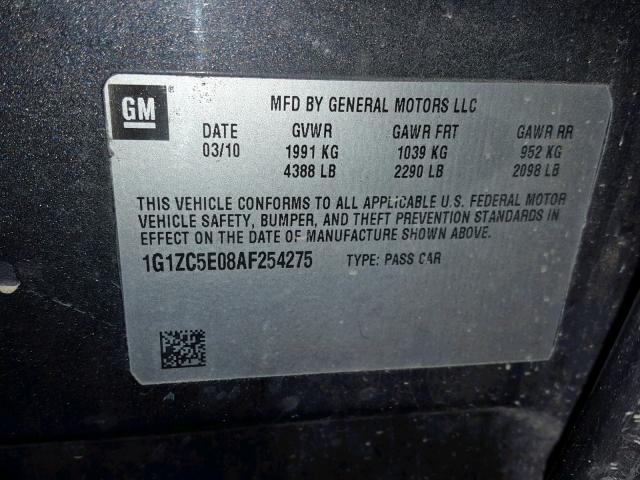 GM
MFD BY GENERAL MOTORS LLC
DATE GVWR GAWR FRT GAWR RR
03/10 1991 KG 1039 KG 952 KG
4388 LB 2290 LB 2098 LB
THIS VEHICLE CONFORMS TO ALL APPLICABLE U.S. FEDERAL MOTOR
VEHICLE SAFETY, BUMPER, AND THEFT PREVENTION STANDARDS IN
EFFECT ON THE DATE OF MANUFACTURE SHOWN ABOVE.
1G1ZC5E08AF254275 TYPE: PASS CAR